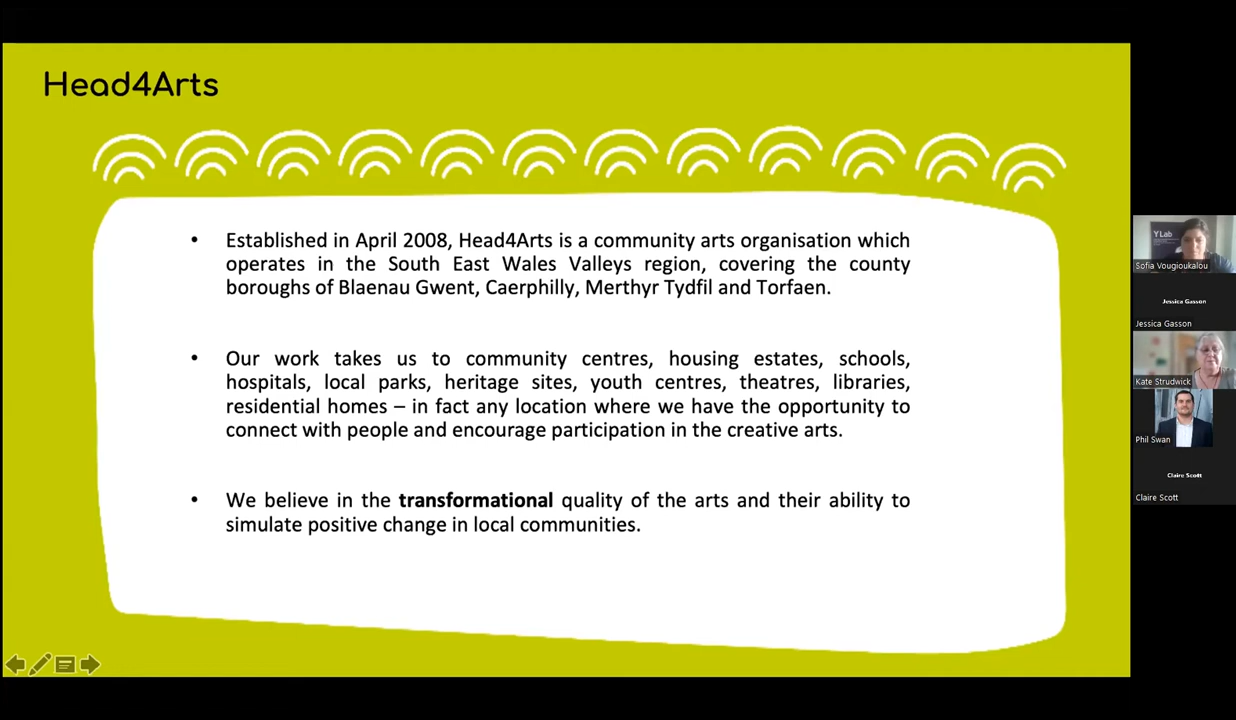 Head4Arts
• Established in April 2008, Head4Arts is a community arts organisation which
operates in the South East Wales Valleys region, covering the county
boroughs of Blaenau Gwent, Caerphilly, Merthyr Tydfil and Torfaen.
• Our work takes us to community centres, housing estates, schools,
hospitals, local parks, heritage sites, youth centres, theatres, libraries,
residential homes – in fact any location where we have the opportunity to
connect with people and encourage participation in the creative arts.
• We believe in the transformational quality of the arts and their ability to
simulate positive change in local communities.
Y Lab
Sofia Vougioukalou
Jessica Gasson
Jessica Gasson
Kate Strudwick
Phil Swan
Claire Scott
Claire Scott